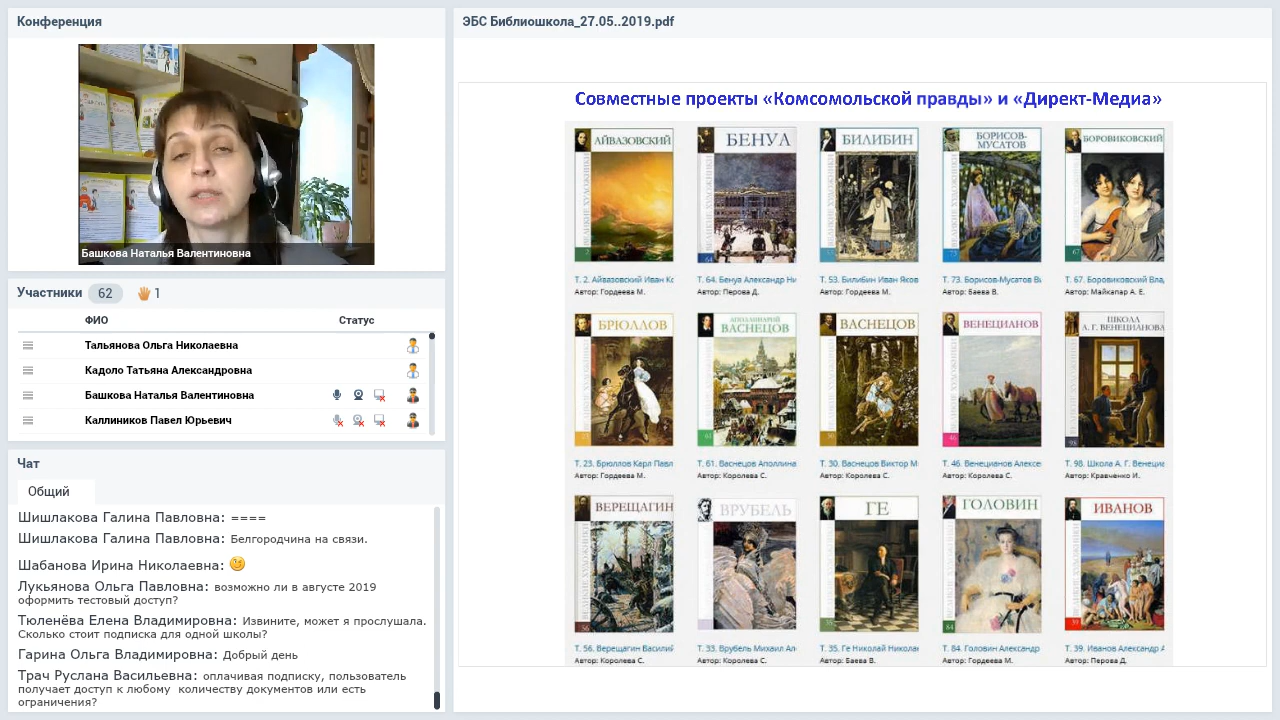 Конференция
Башкова Наталья Валентиновна
Участники 62 1
ФИО Статус
Тальянова Ольга Николаевна
Кадоло Татьяна Александровна
Башкова Наталья Валентиновна
Каллиников Павел Юрьевич
Чат
Общий
Шишлакова Галина Павловна: ====
Шишлакова Галина Павловна: Белгородчина на связи.
Шабанова Ирина Николаевна:
Лукьянова Ольга Павловна: возможно ли в августе 2019
оформить тестовый доступ?
Тюленёва Елена Владимировна: Извините, может я прослушала.
Сколько стоит подписка для одной школы?
Гарина Ольга Владимировна: Добрый день
Трач Руслана Васильевна: оплачивая подписку, пользователь
получает доступ к любому количеству документов или есть
ограничения?
ЭБС Библиошкола_27.05..2019.pdf
Совместные проекты «Комсомольской правды» и «Директ-Медиа»
АЙВАЗОВСКИЙ БЕНУА БИЛИБИН БОРИСОВ-МУСАТОВ БОРОВИКОВСКИЙ
Т. 2. Айвазовский Иван Ко Т. 64. Бенуа Александр Ни Т. 53. Билибин Иван Яков Т. 73. Борисов-Мусатов Ви Т. 67. Боровиковский Вла
Автор: Гордеева М. Автор: Перова Д. Автор: Гордеева М. Автор: Баева В. Автор: Майкапар А. Е.
БРЮЛЛОВ АПОЛЛИНАРИЙ ВАСНЕЦОВ ВАСНЕЦОВ ВЕНЕЦИАНОВ ШКОЛА А. Г. ВЕНЕЦИАНОВА
Т. 23. Брюллов Карл Павл Т. 61. Васнецов Аполлина Т. 30. Васнецов Виктор М Т. 46. Венецианов Алексе Т. 98. Школа А. Г. Венециа
Автор: Гордеева М. Автор: Королева С. Автор: Королева С. Автор: Королева С. Автор: Кравченко И.
ВЕРЕЩАГИН ВРУБЕЛЬ ГЕ ГОЛОВИН ИВАНОВ
Т. 56. Верещагин Василий Т. 33. Врубель Михаил Ал Т. 35. Ге Николай Никола Т. 84. Головин Александр Т. 39. Иванов Александр А
Автор: Королева С. Автор: Королева С. Автор: Баева В. Автор: Гордеева М. Автор: Перова Д.